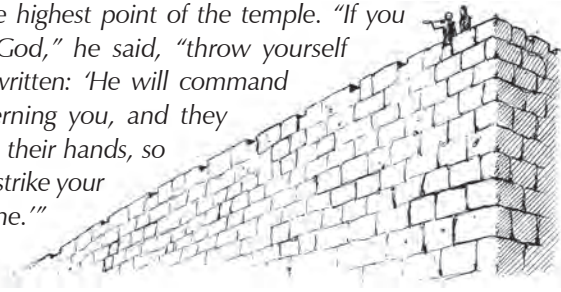 e highest point of the temple. “If you
God,” he said, “throw yourself
written: ‘He will command
erning you, and they
their hands, so
strike your
ne.’”